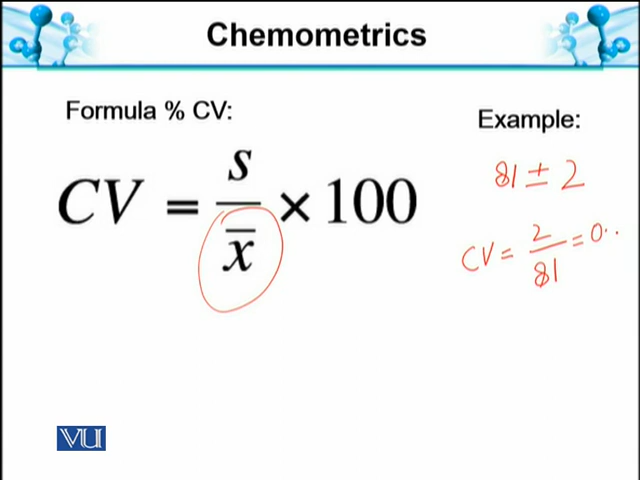 Chemometrics
Formula % CV:
CV = s / x̄ × 100
Example:
81 ± 2
CV = 2 / 81 = 0..
VU